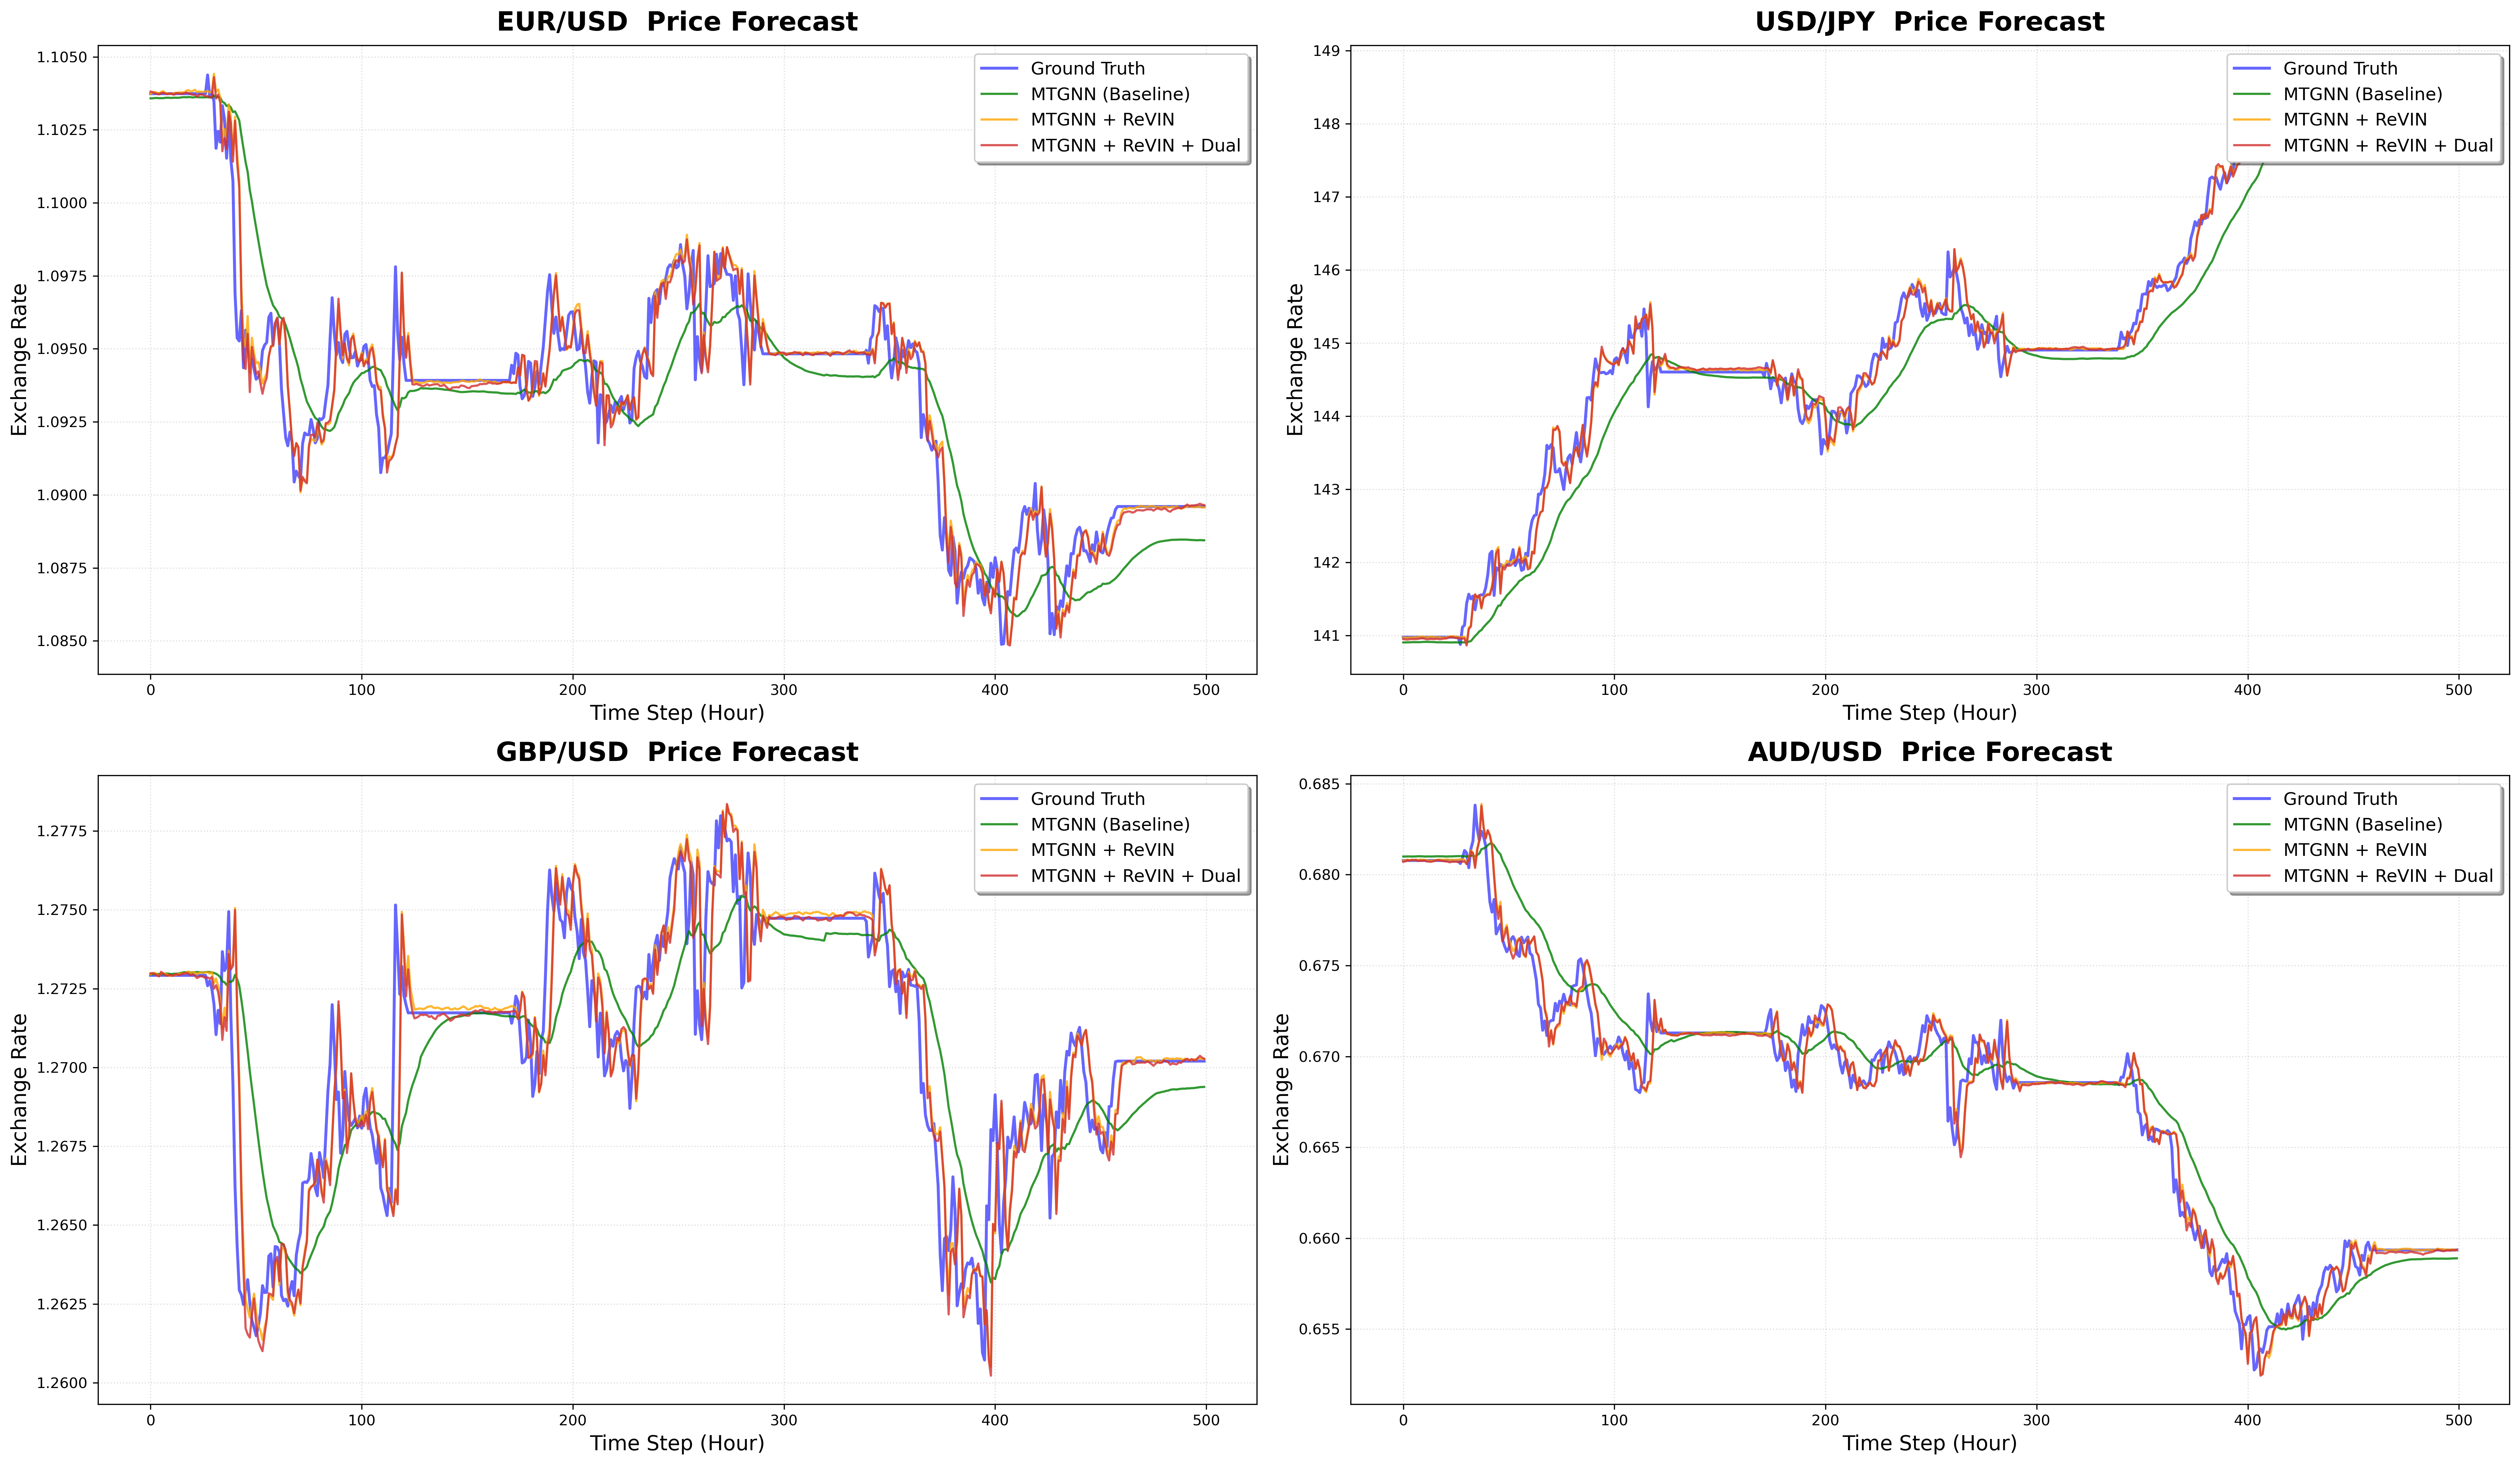 EUR/USD  Price Forecast
Exchange Rate
1.1050
1.1025
1.1000
1.0975
1.0950
1.0925
1.0900
1.0875
1.0850
Ground Truth
MTGNN (Baseline)
MTGNN + ReVIN
MTGNN + ReVIN + Dual
0 100 200 300 400 500
Time Step (Hour)
USD/JPY  Price Forecast
Exchange Rate
149
148
147
146
145
144
143
142
141
Ground Truth
MTGNN (Baseline)
MTGNN + ReVIN
MTGNN + ReVIN + Dual
0 100 200 300 400 500
Time Step (Hour)
GBP/USD  Price Forecast
Exchange Rate
1.2775
1.2750
1.2725
1.2700
1.2675
1.2650
1.2625
1.2600
Ground Truth
MTGNN (Baseline)
MTGNN + ReVIN
MTGNN + ReVIN + Dual
0 100 200 300 400 500
Time Step (Hour)
AUD/USD  Price Forecast
Exchange Rate
0.685
0.680
0.675
0.670
0.665
0.660
0.655
Ground Truth
MTGNN (Baseline)
MTGNN + ReVIN
MTGNN + ReVIN + Dual
0 100 200 300 400 500
Time Step (Hour)